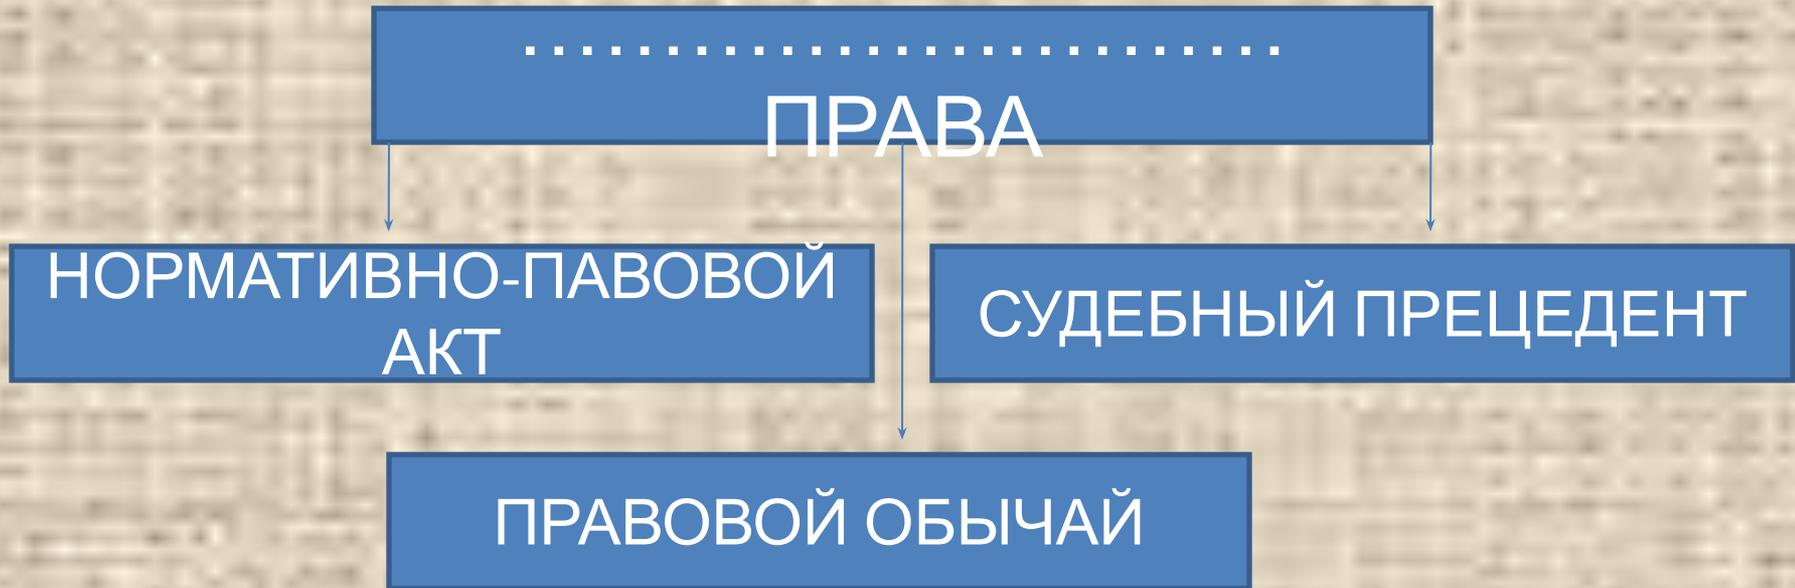 ...........................
ПРАВА
НОРМАТИВНО-ПАВОВОЙ
АКТ
СУДЕБНЫЙ ПРЕЦЕДЕНТ
ПРАВОВОЙ ОБЫЧАЙ